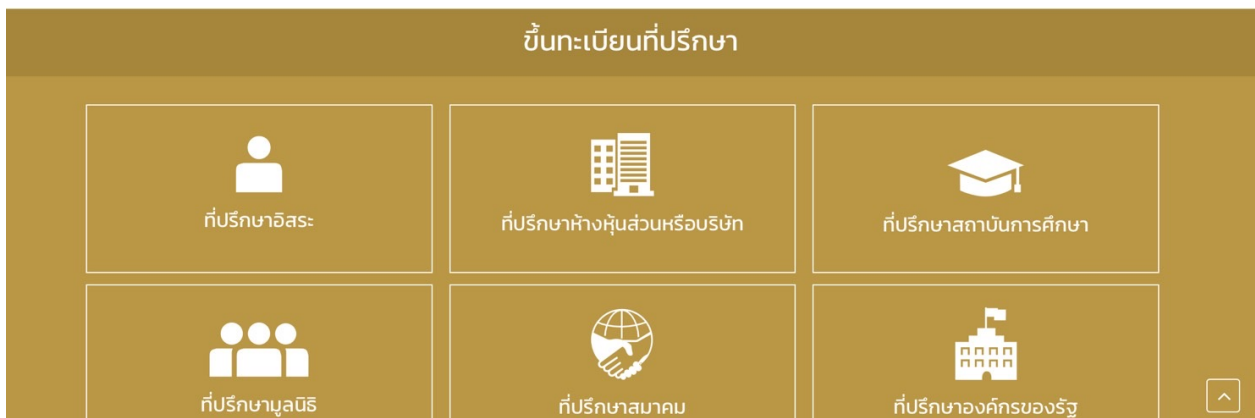 ขึ้นทะเบียนที่ปรึกษา
ที่ปรึกษาอิสระ
ที่ปรึกษาห้างหุ้นส่วนหรือบริษัท
ที่ปรึกษาสถาบันการศึกษา
ที่ปรึกษามูลนิธิ
ที่ปรึกษาสมาคม
ที่ปรึกษาองค์กรของรัฐ